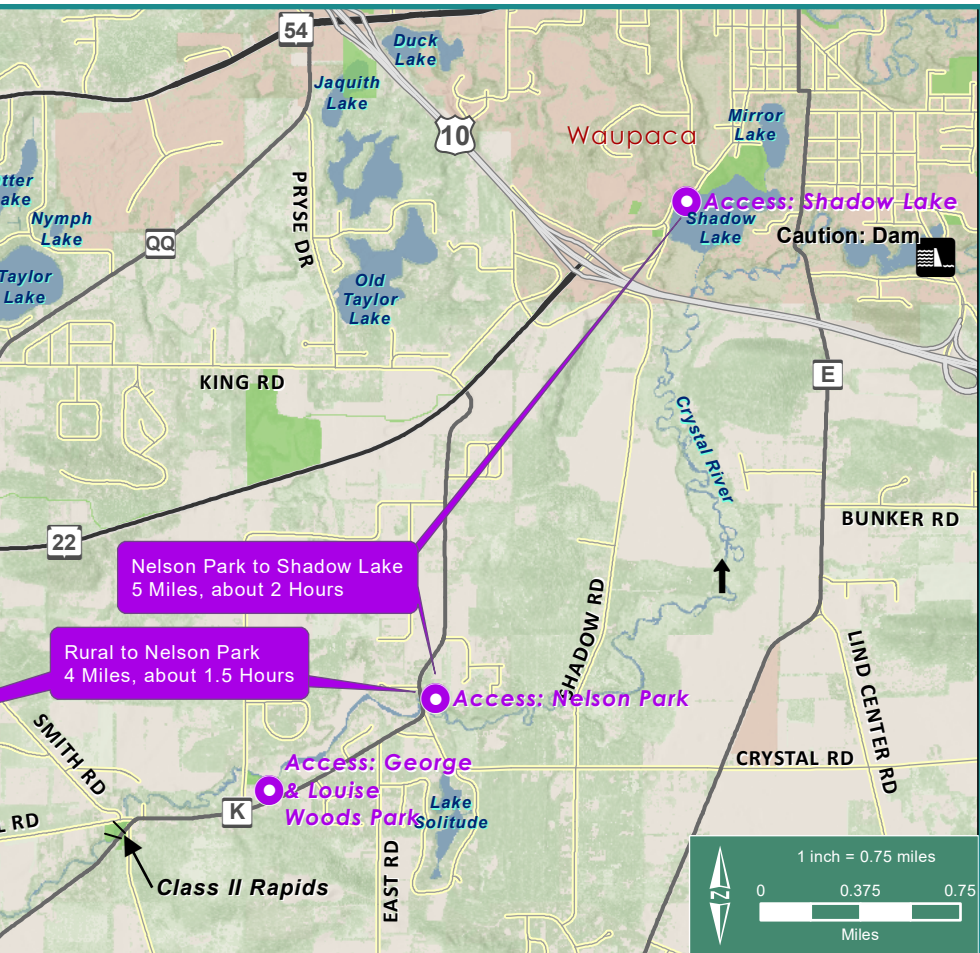 54
Duck
Lake
Jaquith
Lake
10
Mirror
Lake
Waupaca
tter
ake
Nymph
Lake
PRYSE DR
QQ
Access: Shadow Lake
Shadow
Lake
Caution: Dam
Taylor
Lake
Old
Taylor
Lake
KING RD
E
Crystal River
BUNKER RD
22
Nelson Park to Shadow Lake
5 Miles, about 2 Hours
SHADOW RD
Rural to Nelson Park
4 Miles, about 1.5 Hours
LIND CENTER RD
Access: Nelson Park
SMITH RD
CRYSTAL RD
Access: George
& Louise
Woods Park
K
Lake
Solitude
L RD
EAST RD
Class II Rapids
1 inch = 0.75 miles
N
0 0.375 0.75
Miles